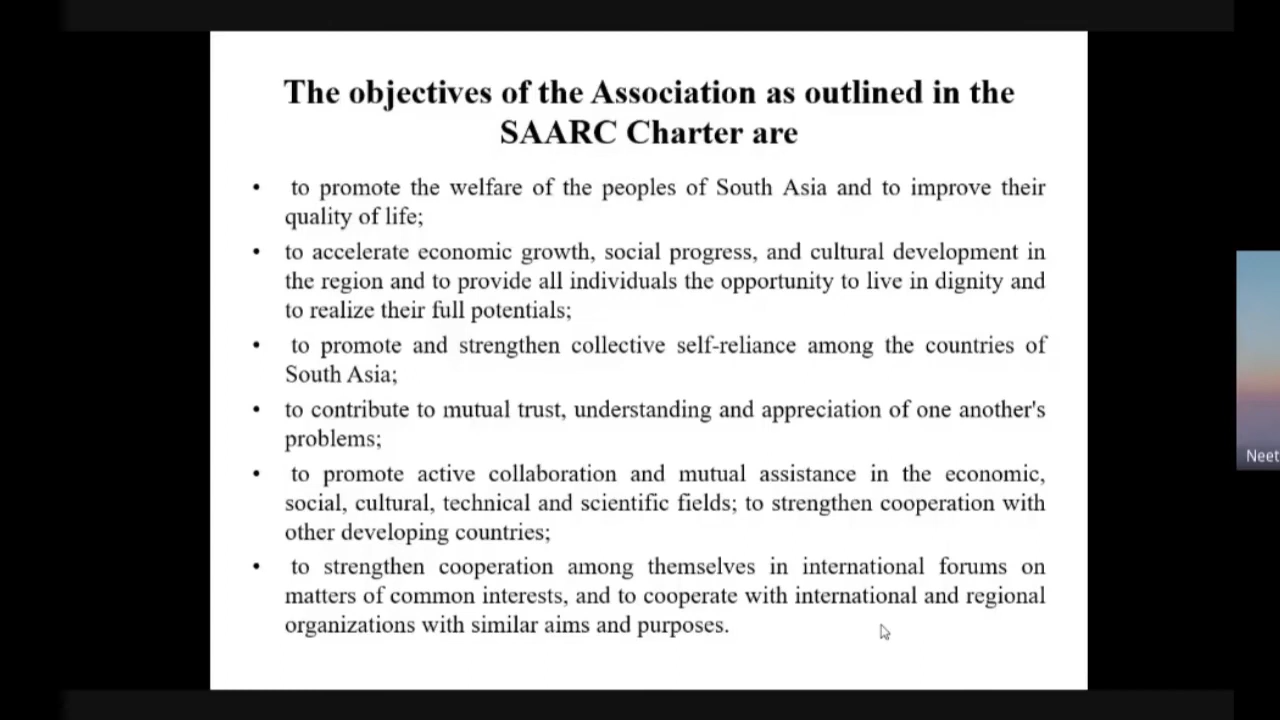 The objectives of the Association as outlined in the
SAARC Charter are
• to promote the welfare of the peoples of South Asia and to improve their
quality of life;
• to accelerate economic growth, social progress, and cultural development in
the region and to provide all individuals the opportunity to live in dignity and
to realize their full potentials;
• to promote and strengthen collective self-reliance among the countries of
South Asia;
• to contribute to mutual trust, understanding and appreciation of one another's
problems;
• to promote active collaboration and mutual assistance in the economic,
social, cultural, technical and scientific fields; to strengthen cooperation with
other developing countries;
• to strengthen cooperation among themselves in international forums on
matters of common interests, and to cooperate with international and regional
organizations with similar aims and purposes.
Neet